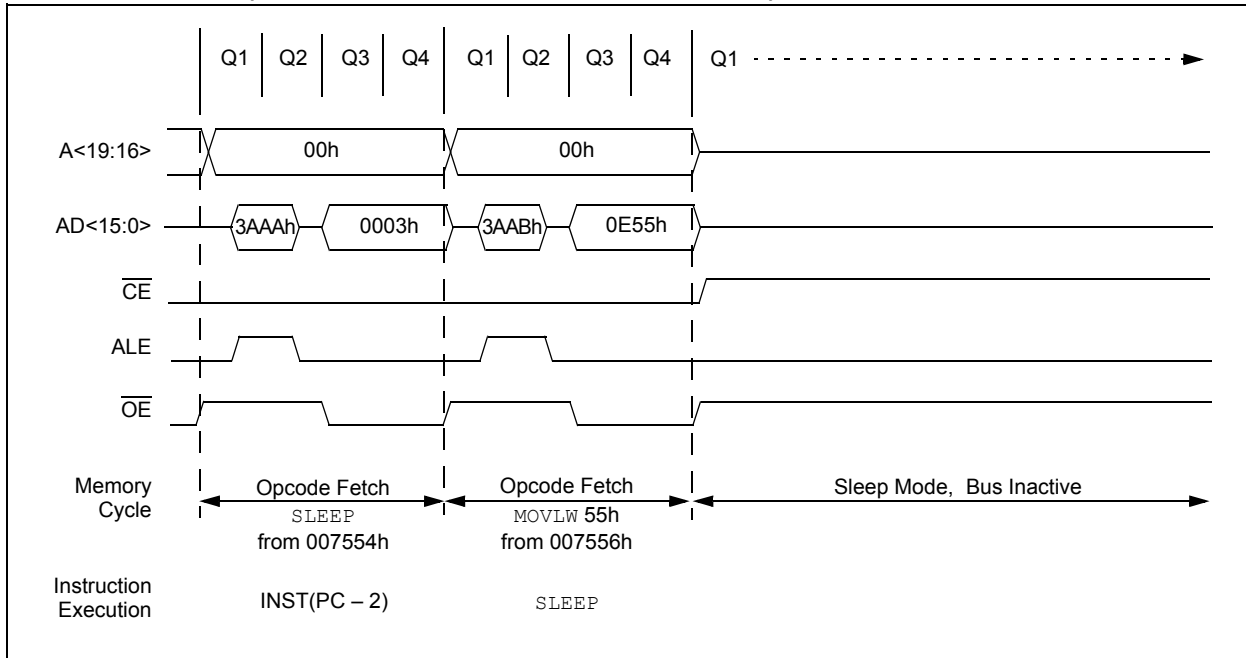 Q1 Q2 Q3 Q4 Q1 Q2 Q3 Q4 Q1
A<19:16> 00h 00h
AD<15:0> 3AAAh 0003h 3AABh 0E55h
CE
ALE
OE
Memory Cycle
Opcode Fetch
SLEEP
from 007554h
Opcode Fetch
MOVLW 55h
from 007556h
Sleep Mode, Bus Inactive
Instruction Execution
INST(PC – 2) SLEEP